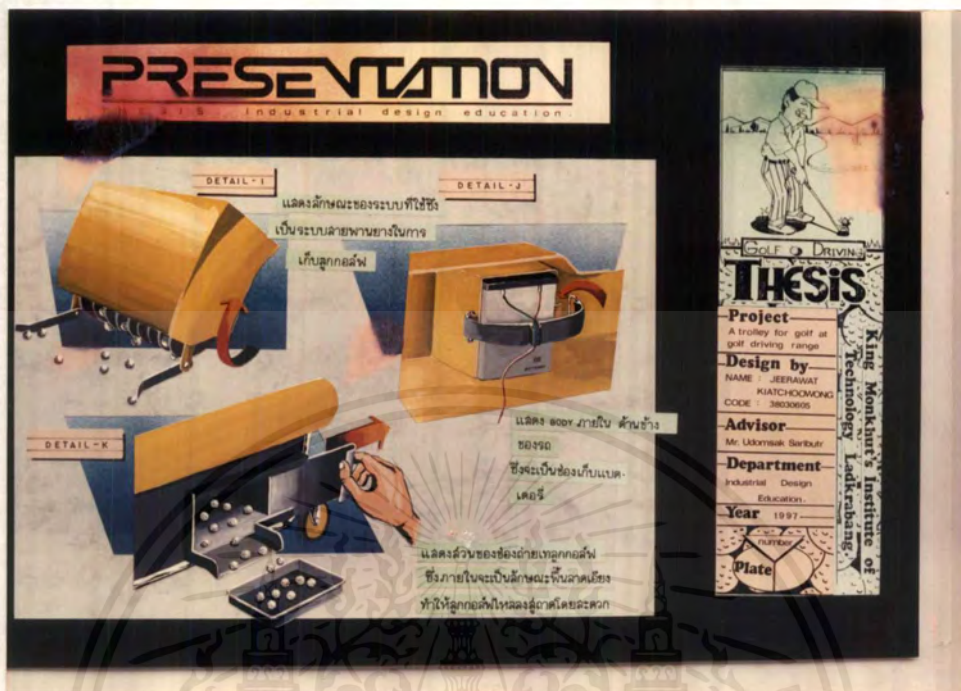 PRESENTATION
THESIS industrial design education.
DETAIL-I
แสดงลักษณะของระบบที่ใช้ซึ่ง
เป็นระบบสายพานยางในการ
เก็บลูกกอล์ฟ
DETAIL-J
แสดง BODY ภายใน ด้านข้าง
ของรถ
ซึ่งจะเป็นช่องเก็บแบต-
เตอรี่
DETAIL-K
แสดงส่วนของช่องถ่ายเทลูกกอล์ฟ
ซึ่งภายในจะเป็นลักษณะพื้นลาดเอียง
ทำให้ลูกกอล์ฟไหลลงสู่ถาดโดยสะดวก
GOLF DRIVING
THESIS
Project
A trolley for golf at
golf driving range
Design by
NAME : JEERAWAT
KIATCHOOWONG
CODE : 38030605
Advisor
Mr. Udomsak Saributr
Department
Industrial Design
Education.
Year 1997
number
Plate
King Monkhut's Institute of
Technology Ladkrabang.